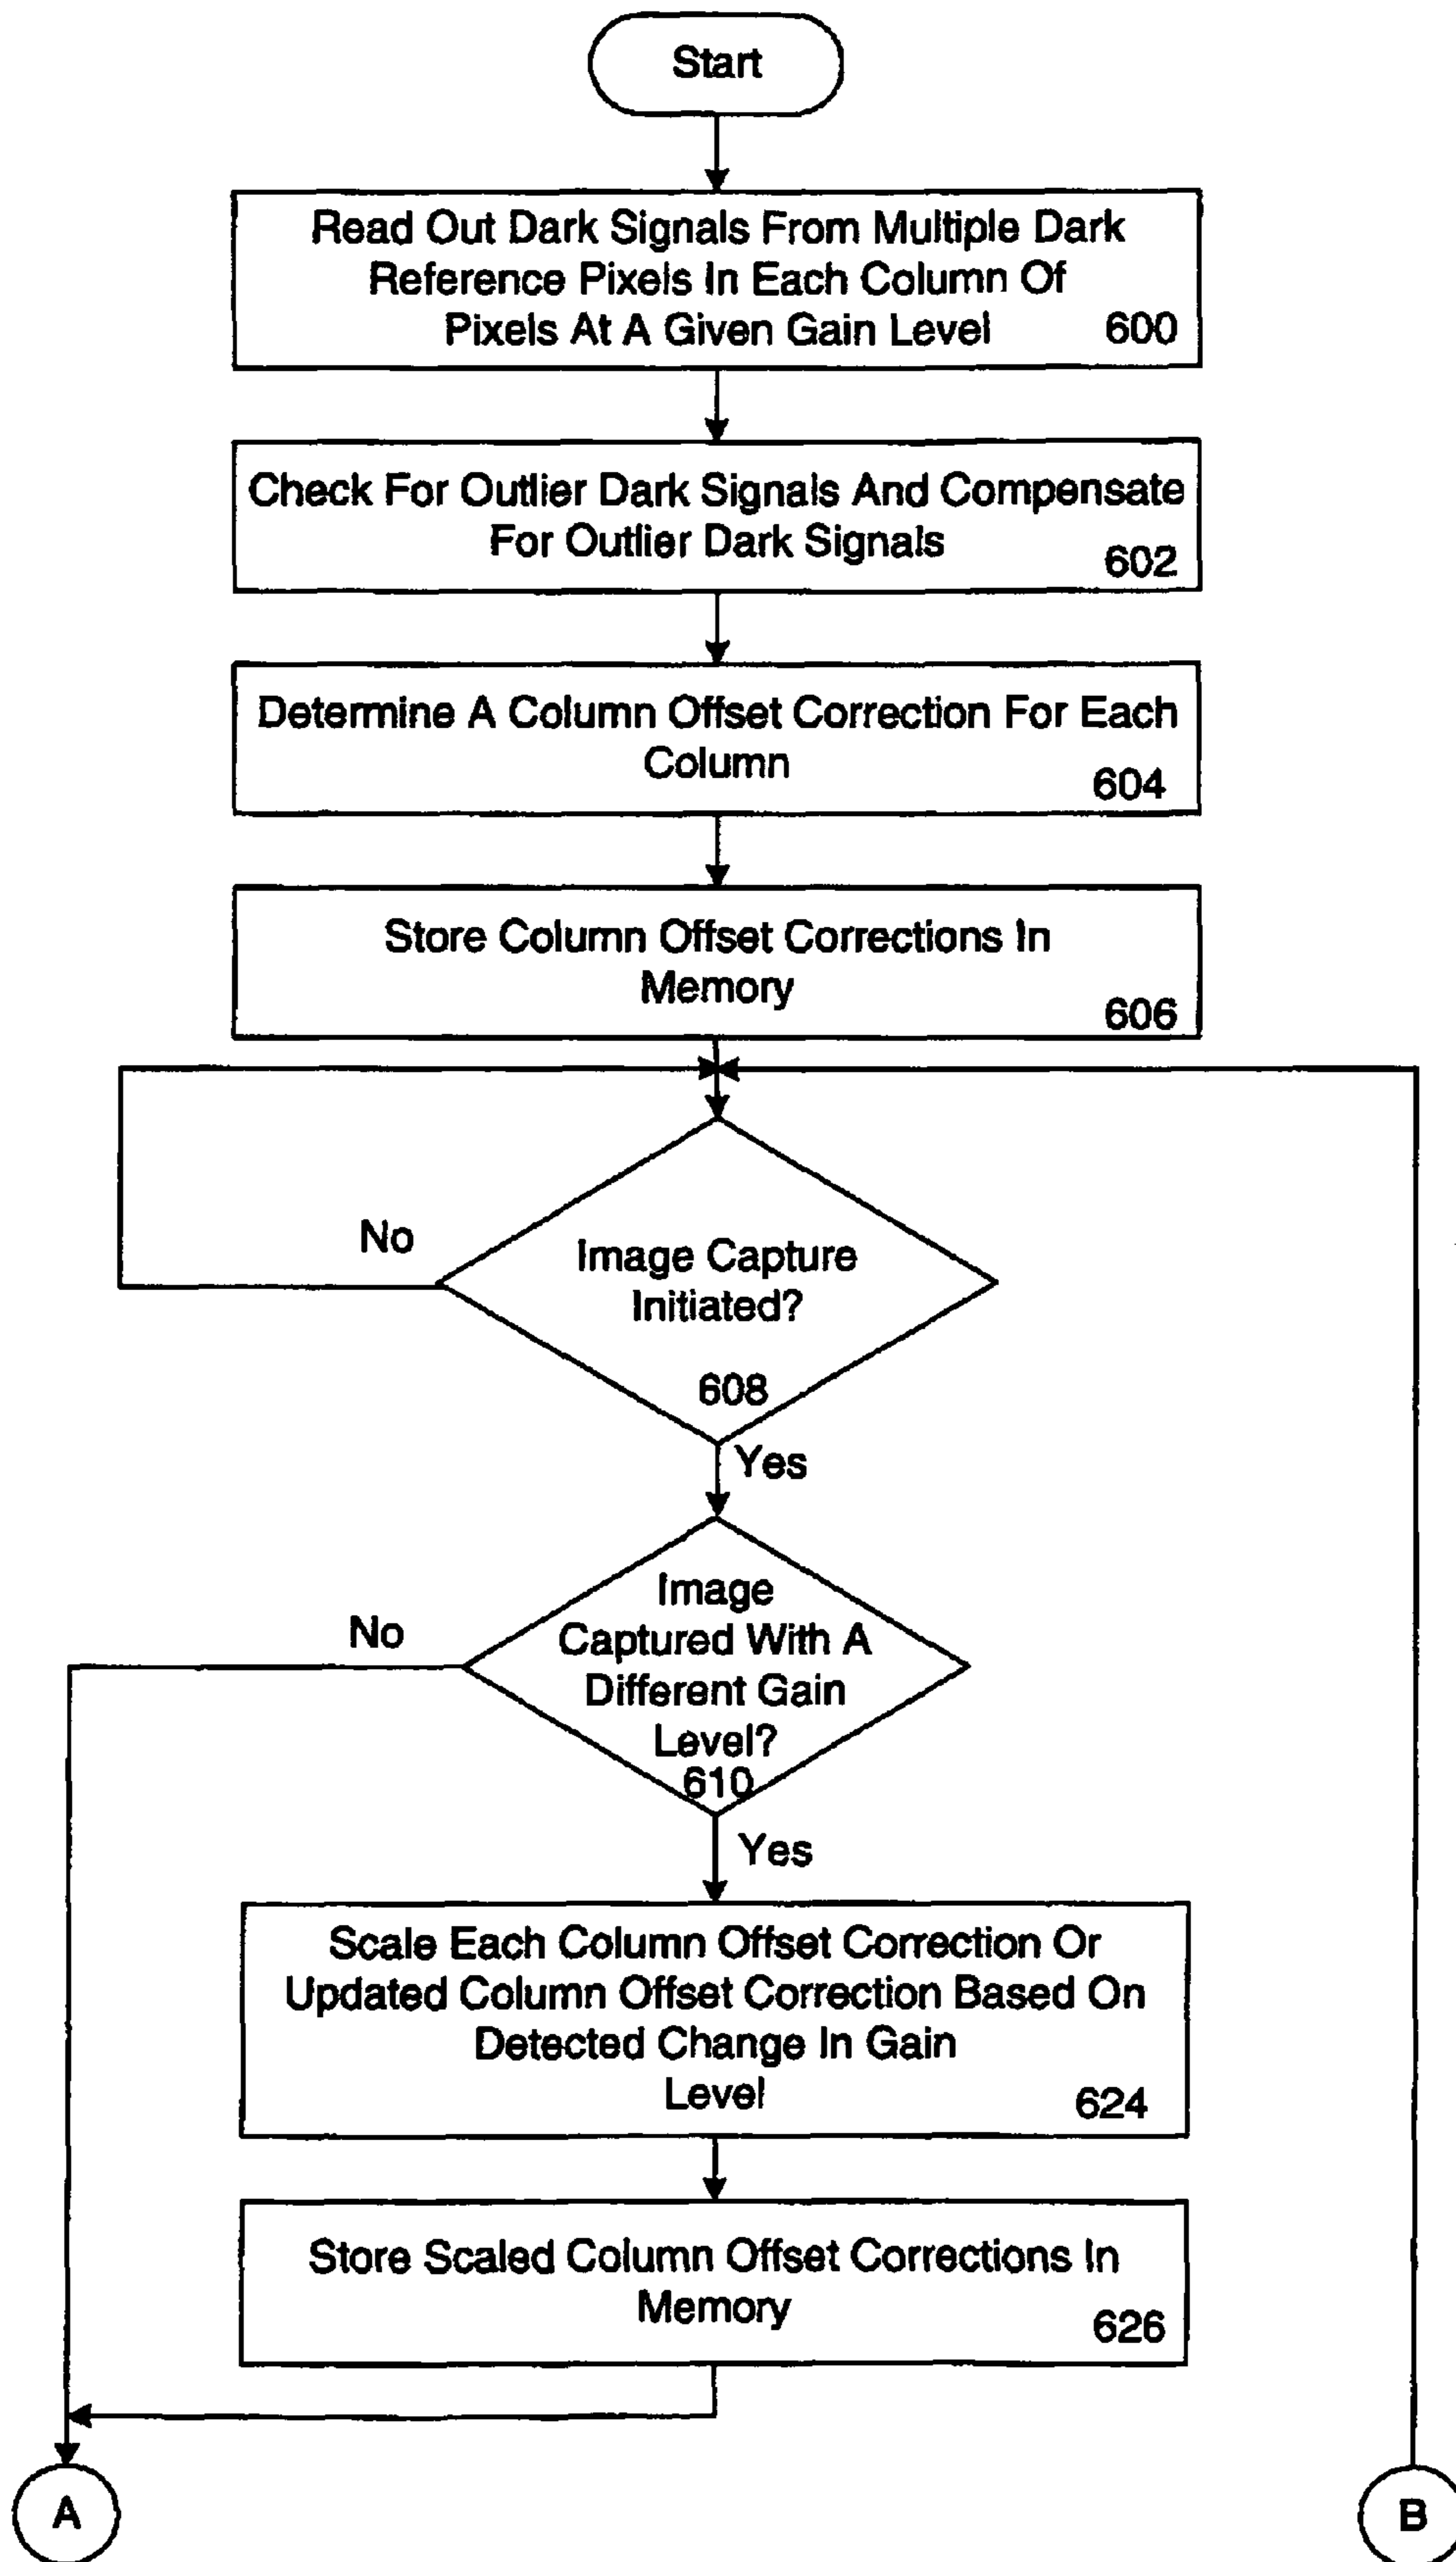 Start
Read Out Dark Signals From Multiple Dark
Reference Pixels In Each Column Of
Pixels At A Given Gain Level
600
Check For Outlier Dark Signals And Compensate
For Outlier Dark Signals
602
Determine A Column Offset Correction For Each
Column
604
Store Column Offset Corrections In
Memory
606
No
Image Capture
Initiated?
608
Yes
No
Image
Captured With A
Different Gain
Level?
610
Yes
Scale Each Column Offset Correction Or
Updated Column Offset Correction Based On
Detected Change In Gain
Level
624
Store Scaled Column Offset Corrections In
Memory
626
A
B